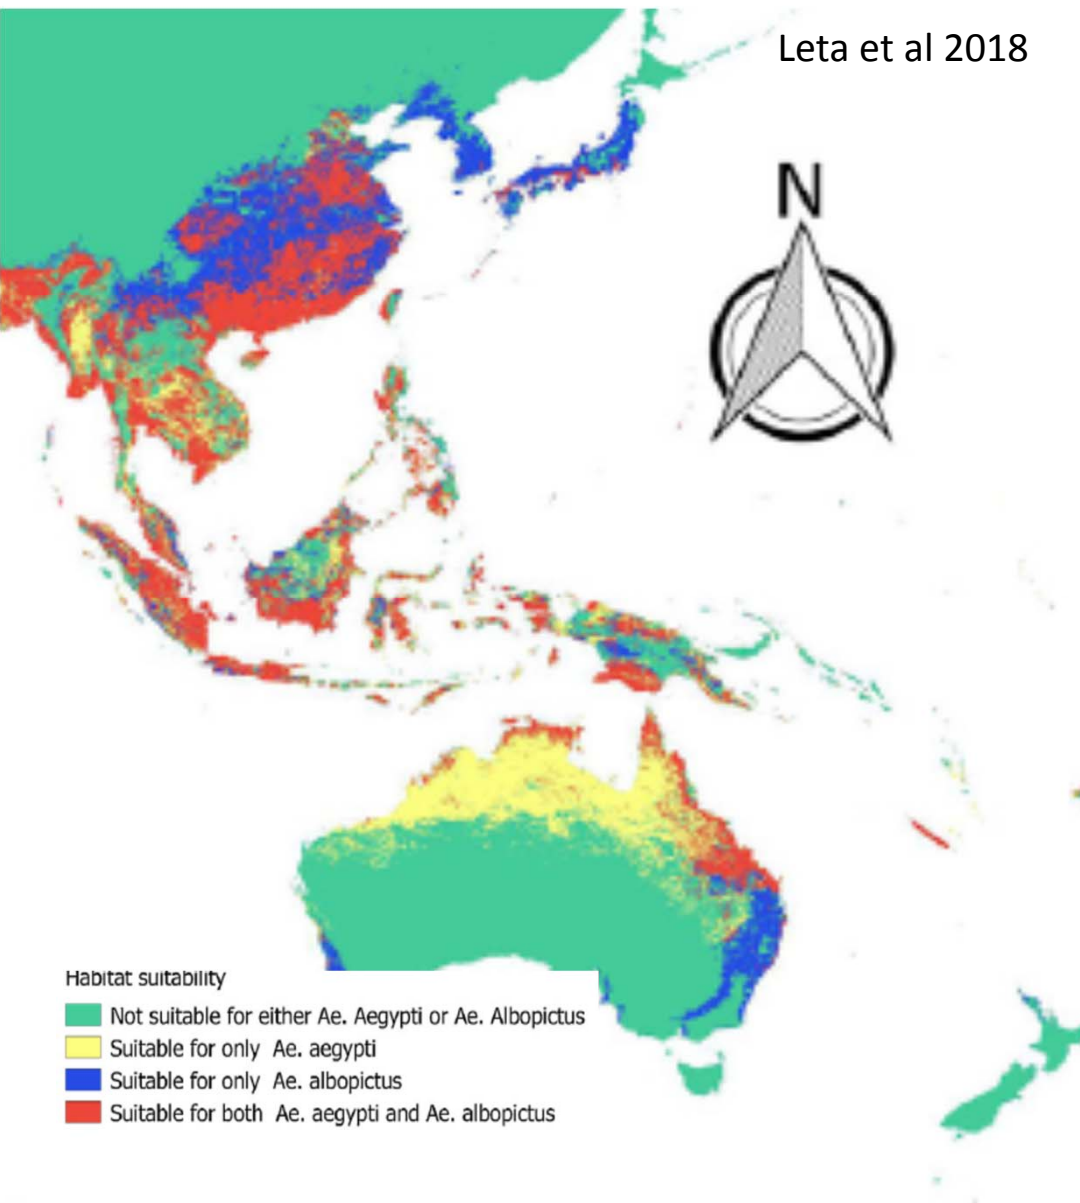 Leta et al 2018
N
Habitat suitability
Not suitable for either Ae. Aegypti or Ae. Albopictus
Suitable for only Ae. aegypti
Suitable for only Ae. albopictus
Suitable for both Ae. aegypti and Ae. albopictus